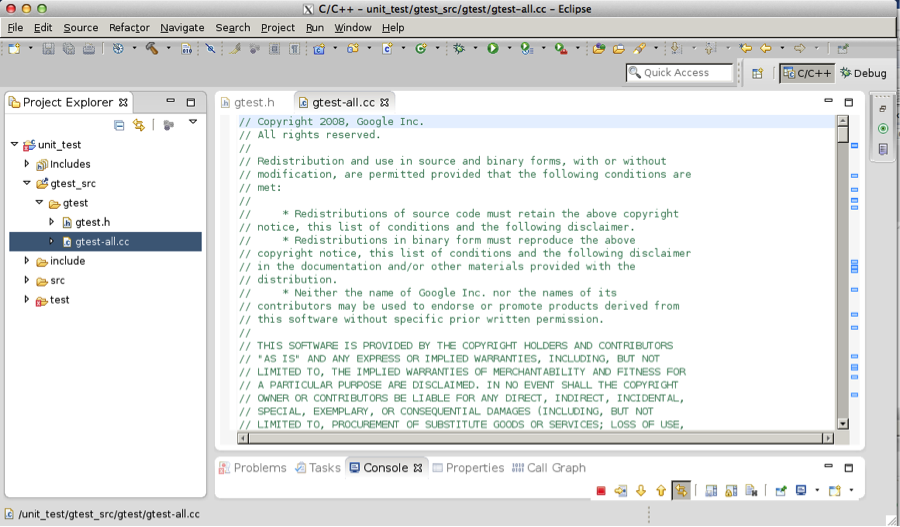 C/C++ - unit_test/gtest_src/gtest/gtest-all.cc - Eclipse
File Edit Source Refactor Navigate Search Project Run Window Help
Quick Access
C/C++ Debug
Project Explorer
unit_test
Includes
gtest_src
gtest
gtest.h
gtest-all.cc
include
src
test
gtest.h gtest-all.cc
// Copyright 2008, Google Inc.
// All rights reserved.
//
// Redistribution and use in source and binary forms, with or without
// modification, are permitted provided that the following conditions are
// met:
//
//     * Redistributions of source code must retain the above copyright
// notice, this list of conditions and the following disclaimer.
//     * Redistributions in binary form must reproduce the above
// copyright notice, this list of conditions and the following disclaimer
// in the documentation and/or other materials provided with the
// distribution.
//     * Neither the name of Google Inc. nor the names of its
// contributors may be used to endorse or promote products derived from
// this software without specific prior written permission.
//
// THIS SOFTWARE IS PROVIDED BY THE COPYRIGHT HOLDERS AND CONTRIBUTORS
// "AS IS" AND ANY EXPRESS OR IMPLIED WARRANTIES, INCLUDING, BUT NOT
// LIMITED TO, THE IMPLIED WARRANTIES OF MERCHANTABILITY AND FITNESS FOR
// A PARTICULAR PURPOSE ARE DISCLAIMED. IN NO EVENT SHALL THE COPYRIGHT
// OWNER OR CONTRIBUTORS BE LIABLE FOR ANY DIRECT, INDIRECT, INCIDENTAL,
// SPECIAL, EXEMPLARY, OR CONSEQUENTIAL DAMAGES (INCLUDING, BUT NOT
// LIMITED TO, PROCUREMENT OF SUBSTITUTE GOODS OR SERVICES; LOSS OF USE,
Problems Tasks Console Properties Call Graph
/unit_test/gtest_src/gtest/gtest-all.cc